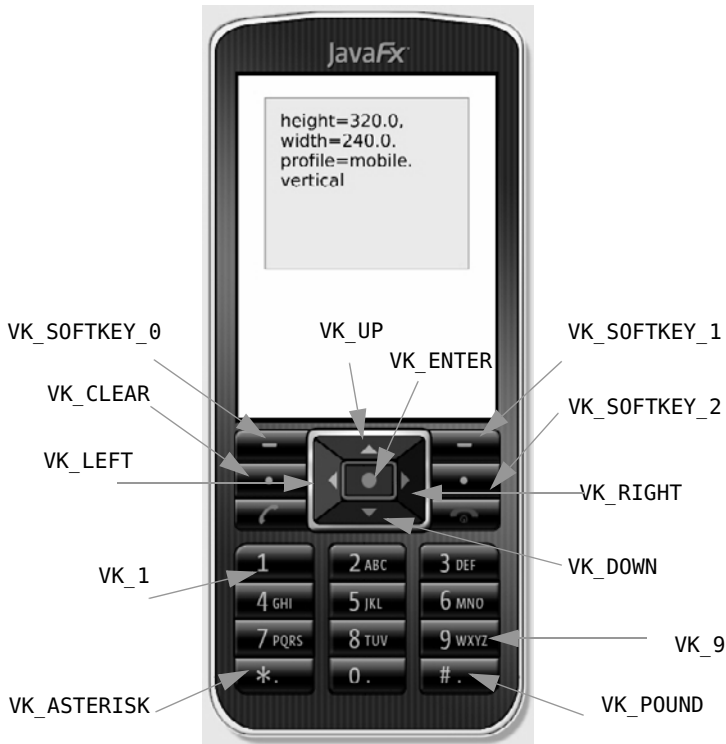 JavaFx
height=320.0,
width=240.0.
profile=mobile.
vertical
VK_SOFTKEY_0
VK_UP
VK_SOFTKEY_1
VK_ENTER
VK_CLEAR
VK_SOFTKEY_2
VK_LEFT
VK_RIGHT
VK_DOWN
VK_1
1
2 ABC
3 DEF
4 GHI
5 JKL
6 MNO
7 PQRS
8 TUV
9 WXYZ
VK_9
*.
0 .
# .
VK_ASTERISK
VK_POUND